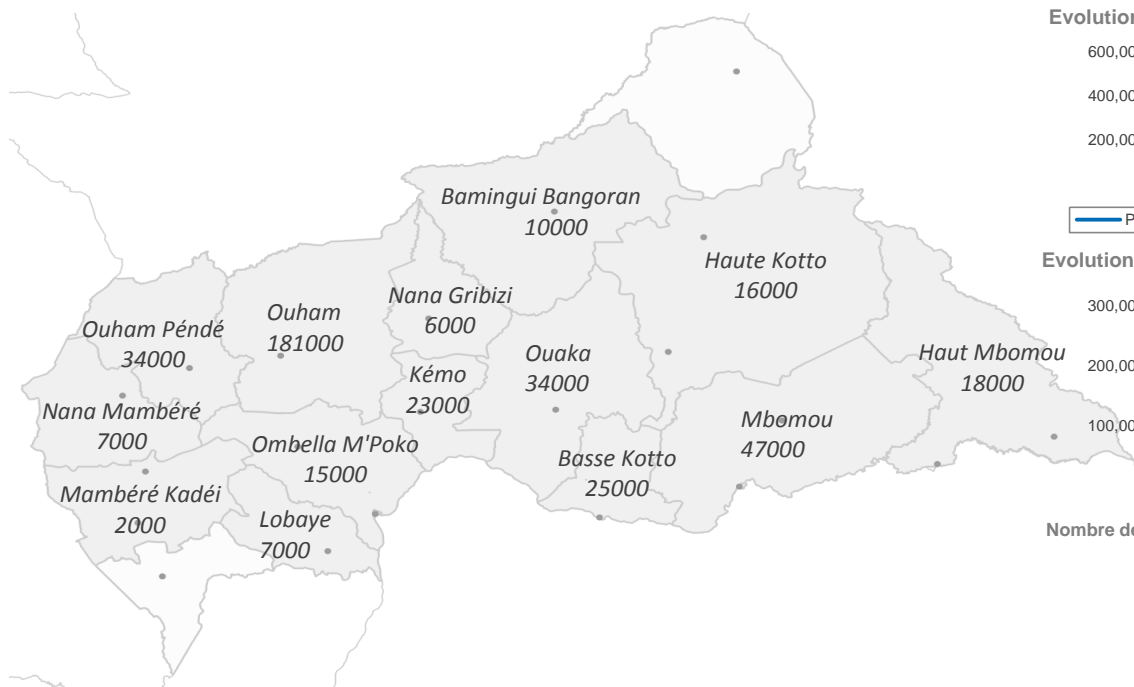 Evolution
600,00
400,00
200,00
P
Evolution
300,00
200,00
100,00
Nombre de
Bamingui Bangoran
10000
Haute Kotto
16000
Nana Gribizi
6000
Ouham
181000
Ouham Péndé
34000
Ouaka
34000
Haut Mbomou
18000
Kémo
23000
Nana Mambéré
7000
Mbomou
47000
Ombella M'Poko
15000
Basse Kotto
25000
Mambéré Kadéi
2000
Lobaye
7000